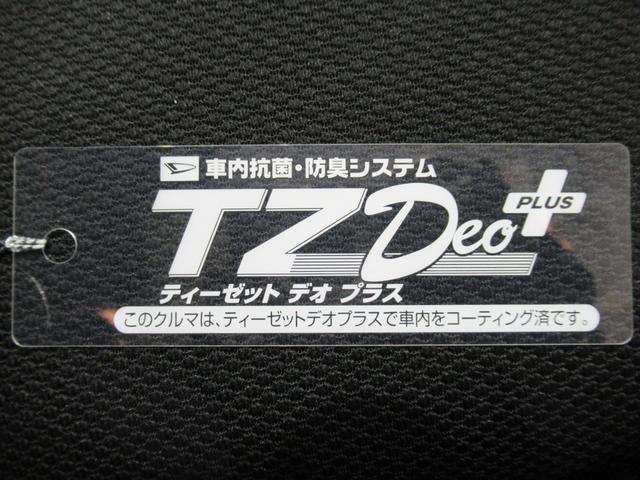 車内抗菌・防臭システム
TZ Deo PLUS
ティーゼット デオ プラス
このクルマは、ティーゼットデオプラスで車内をコーティング済です。